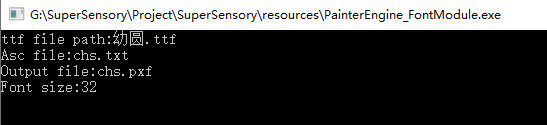 G:\SuperSensory\Project\SuperSensory\resources\PainterEngine_FontModule.exe
ttf file path:幼圆.ttf
Asc file:chs.txt
Output file:chs.pxf
Font size:32